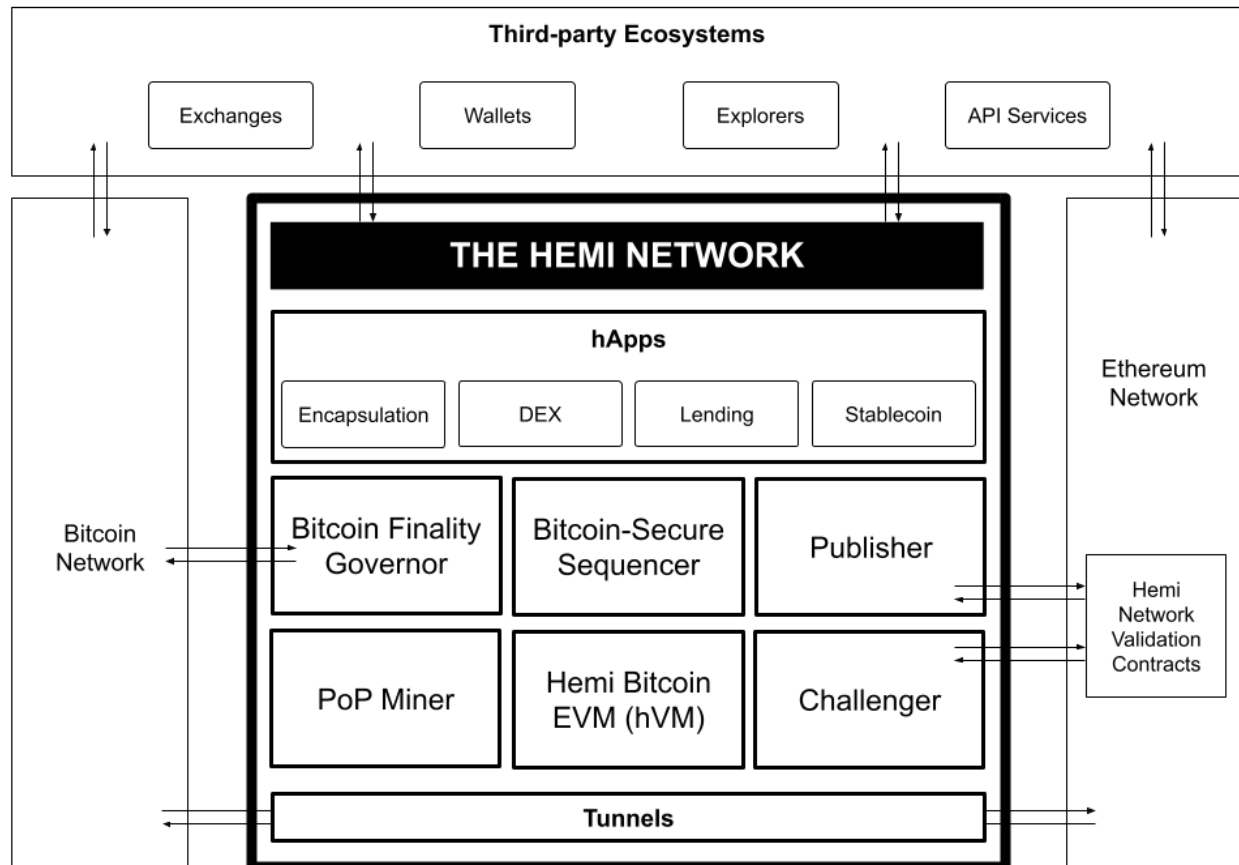 Third-party Ecosystems
Exchanges
Wallets
Explorers
API Services
THE HEMI NETWORK
hApps
Encapsulation
DEX
Lending
Stablecoin
Bitcoin
Network
Ethereum
Network
Bitcoin Finality
Governor
Bitcoin-Secure
Sequencer
Publisher
Hemi
Network
Validation
Contracts
PoP Miner
Hemi Bitcoin
EVM (hVM)
Challenger
Tunnels